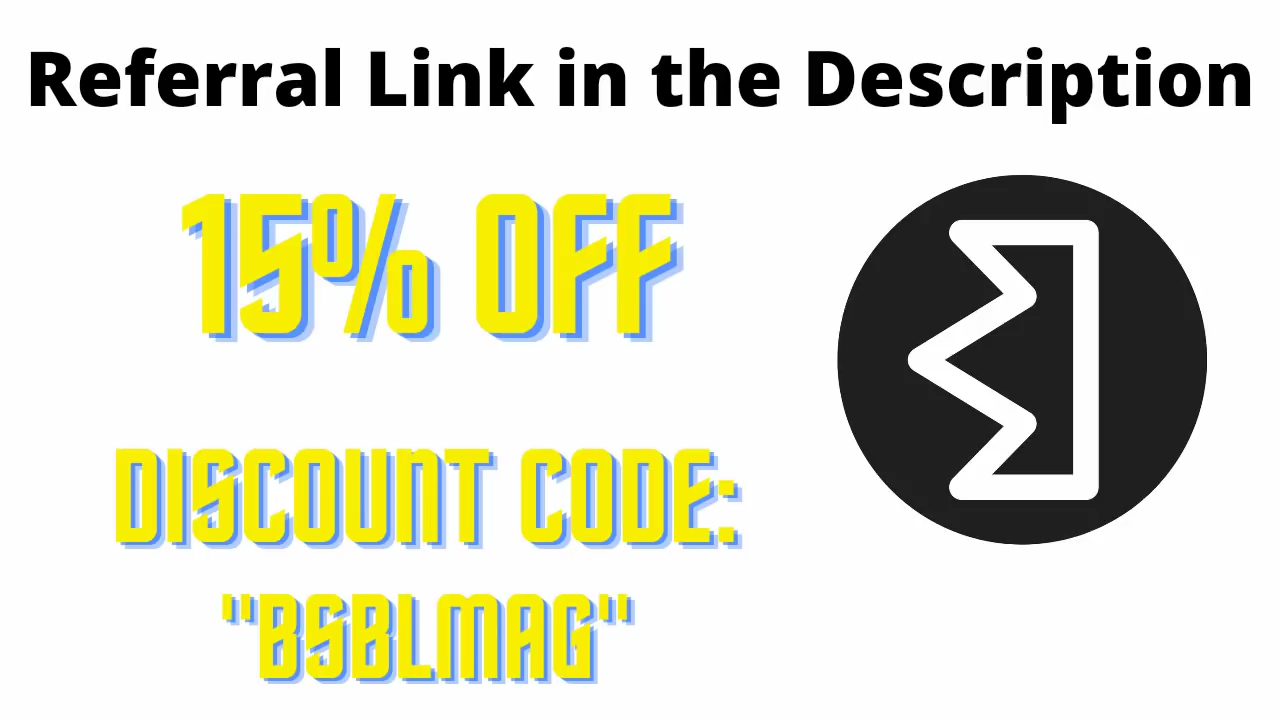 Referral Link in the Description
15% OFF
DISCOUNT CODE:
"BSBLMAG"